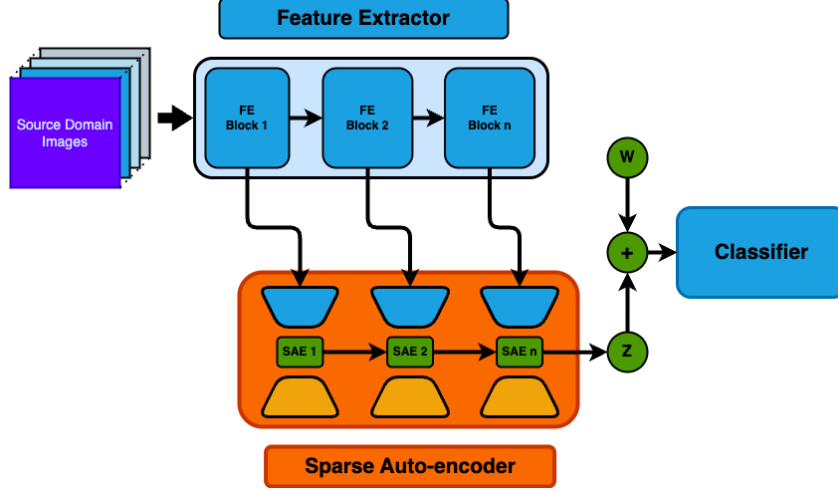 Feature Extractor
Source Domain
Images
FE
Block 1
FE
Block 2
FE
Block n
W
+
Classifier
SAE 1
SAE 2
SAE n
Z
Sparse Auto-encoder